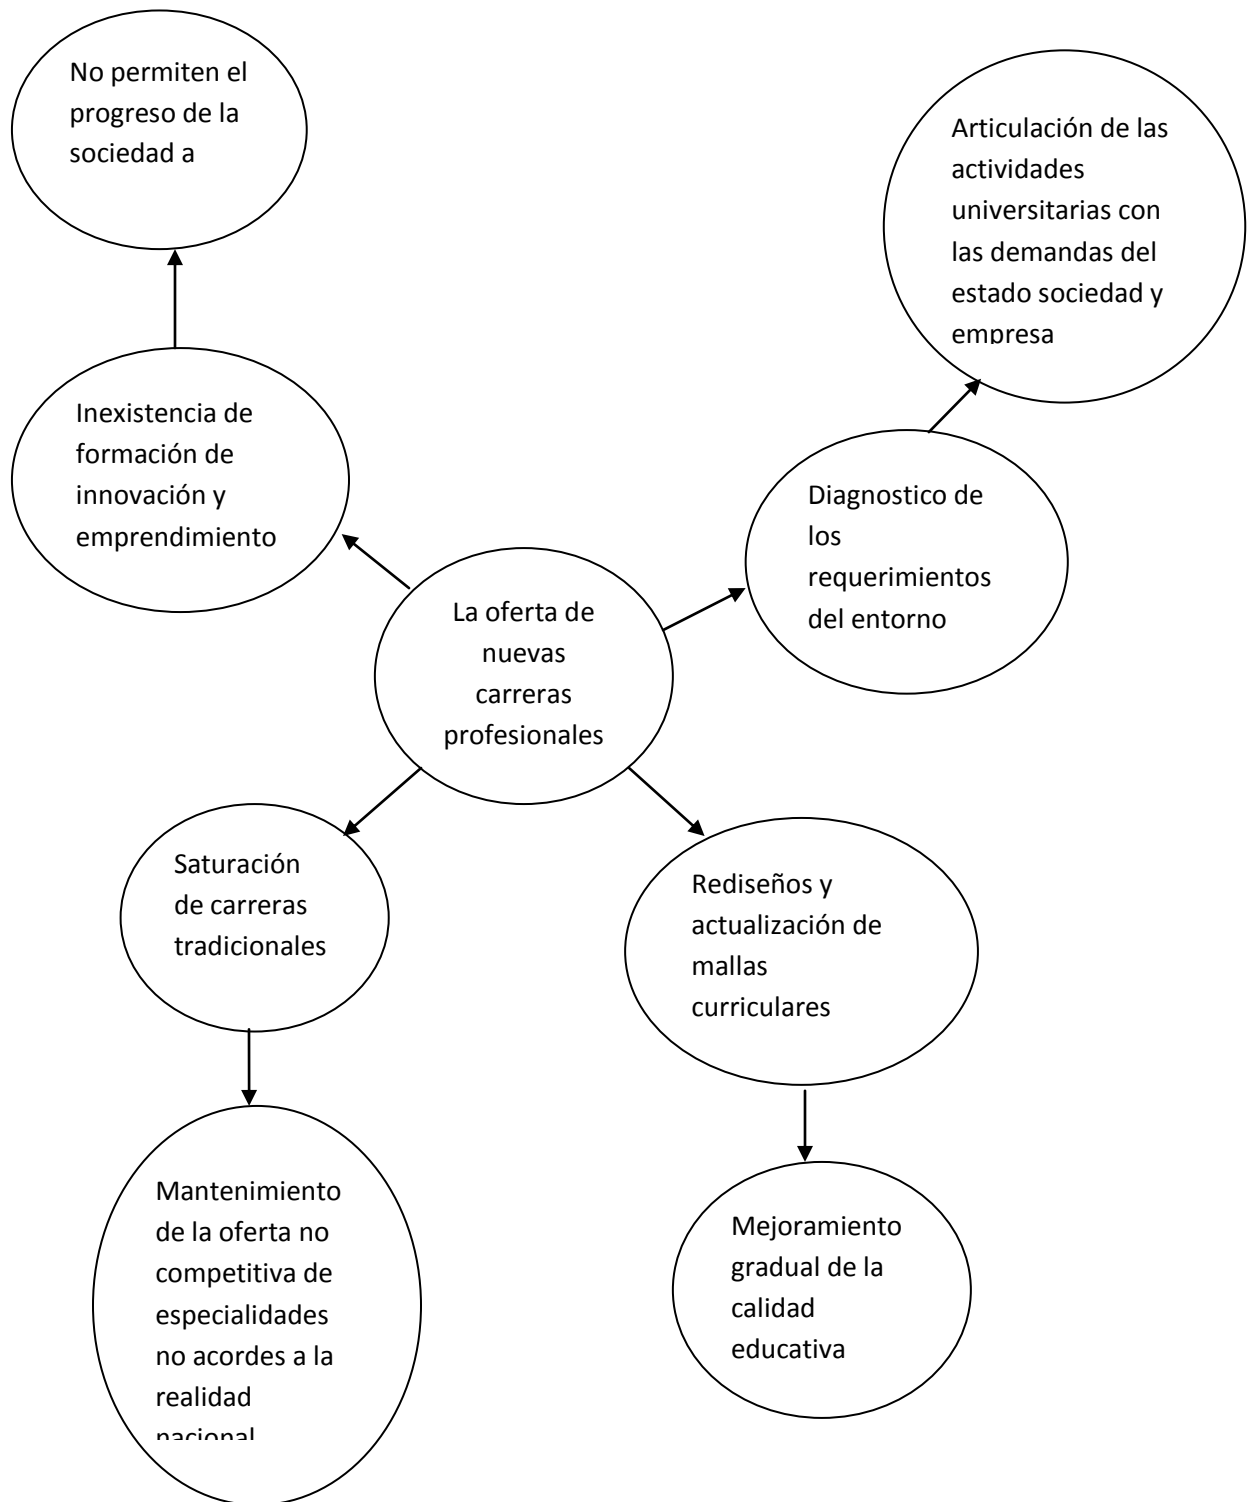 No permiten el
progreso de la
sociedad a
Articulación de las
actividades
universitarias con
las demandas del
estado sociedad y
empresa
Inexistencia de
formación de
innovación y
emprendimiento
Diagnostico de
los
requerimientos
del entorno
La oferta de
nuevas
carreras
profesionales
Saturación
de carreras
tradicionales
Rediseños y
actualización de
mallas
curriculares
Mantenimiento
de la oferta no
competitiva de
especialidades
no acordes a la
realidad
nacional
Mejoramiento
gradual de la
calidad
educativa